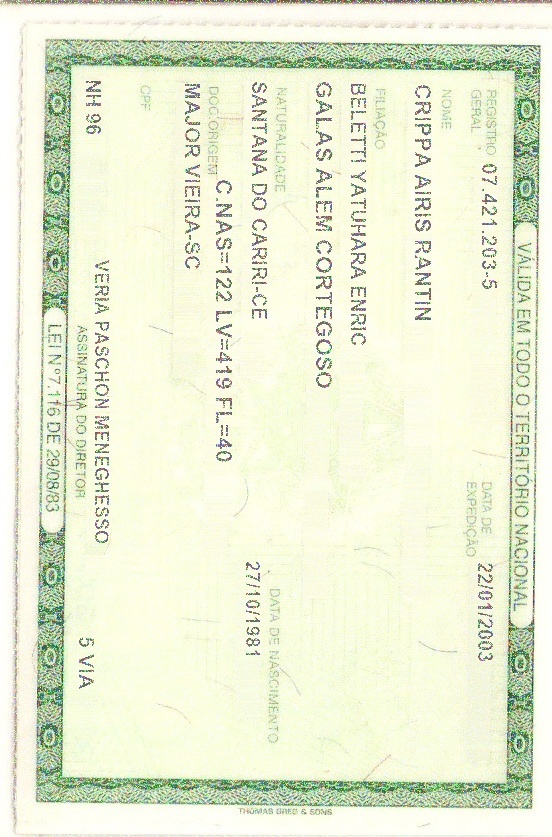 VÁLIDA EM TODO O TERRITÓRIO NACIONAL
REGISTRO GERAL 07.421.203-5 DATA DE EXPEDIÇÃO 22/01/2003
NOME
CRIPPA AIRIS RANTIN
FILIAÇÃO
BELETTI YATUHARA ENRIC
GALAS ALEM CORTEGOSO
NATURALIDADE DATA DE NASCIMENTO
SANTANA DO CARIRI-CE 27/10/1981
DOC. ORIGEM C.NAS=122 LV=419 FL=40
MAJOR VIEIRA-SC
CPF
NH 96 VERIA PASCHON MENEGHESSO 5 VIA
ASSINATURA DO DIRETOR
LEI Nº 7.116 DE 29/08/83
THOMAS GREG & SONS